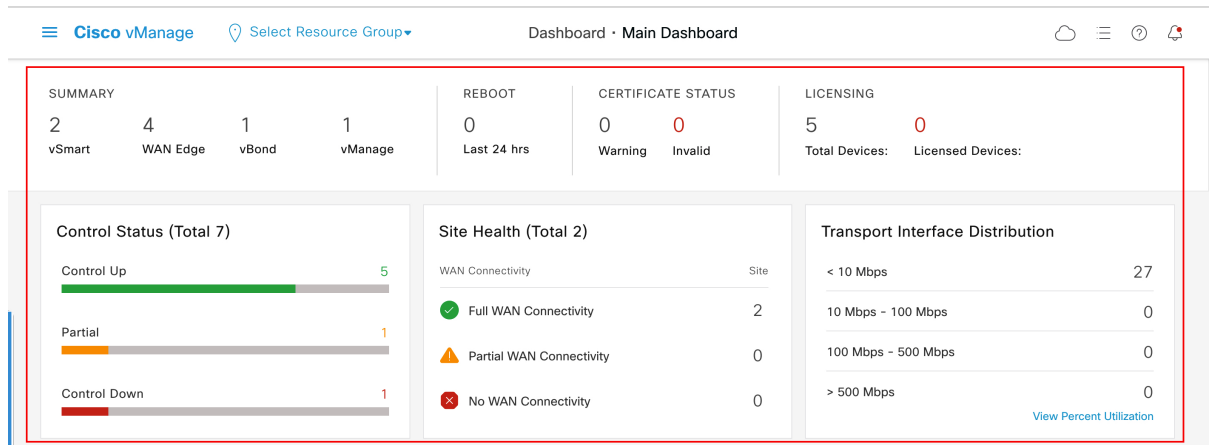 Cisco vManage Select Resource Group Dashboard · Main Dashboard
SUMMARY REBOOT CERTIFICATE STATUS LICENSING
2 4 1 1 0 0 0 5 0
vSmart WAN Edge vBond vManage Last 24 hrs Warning Invalid Total Devices: Licensed Devices:
Control Status (Total 7)
Control Up 5
Partial 1
Control Down 1
Site Health (Total 2)
WAN Connectivity Site
Full WAN Connectivity 2
Partial WAN Connectivity 0
No WAN Connectivity 0
Transport Interface Distribution
< 10 Mbps 27
10 Mbps - 100 Mbps 0
100 Mbps - 500 Mbps 0
> 500 Mbps 0
View Percent Utilization